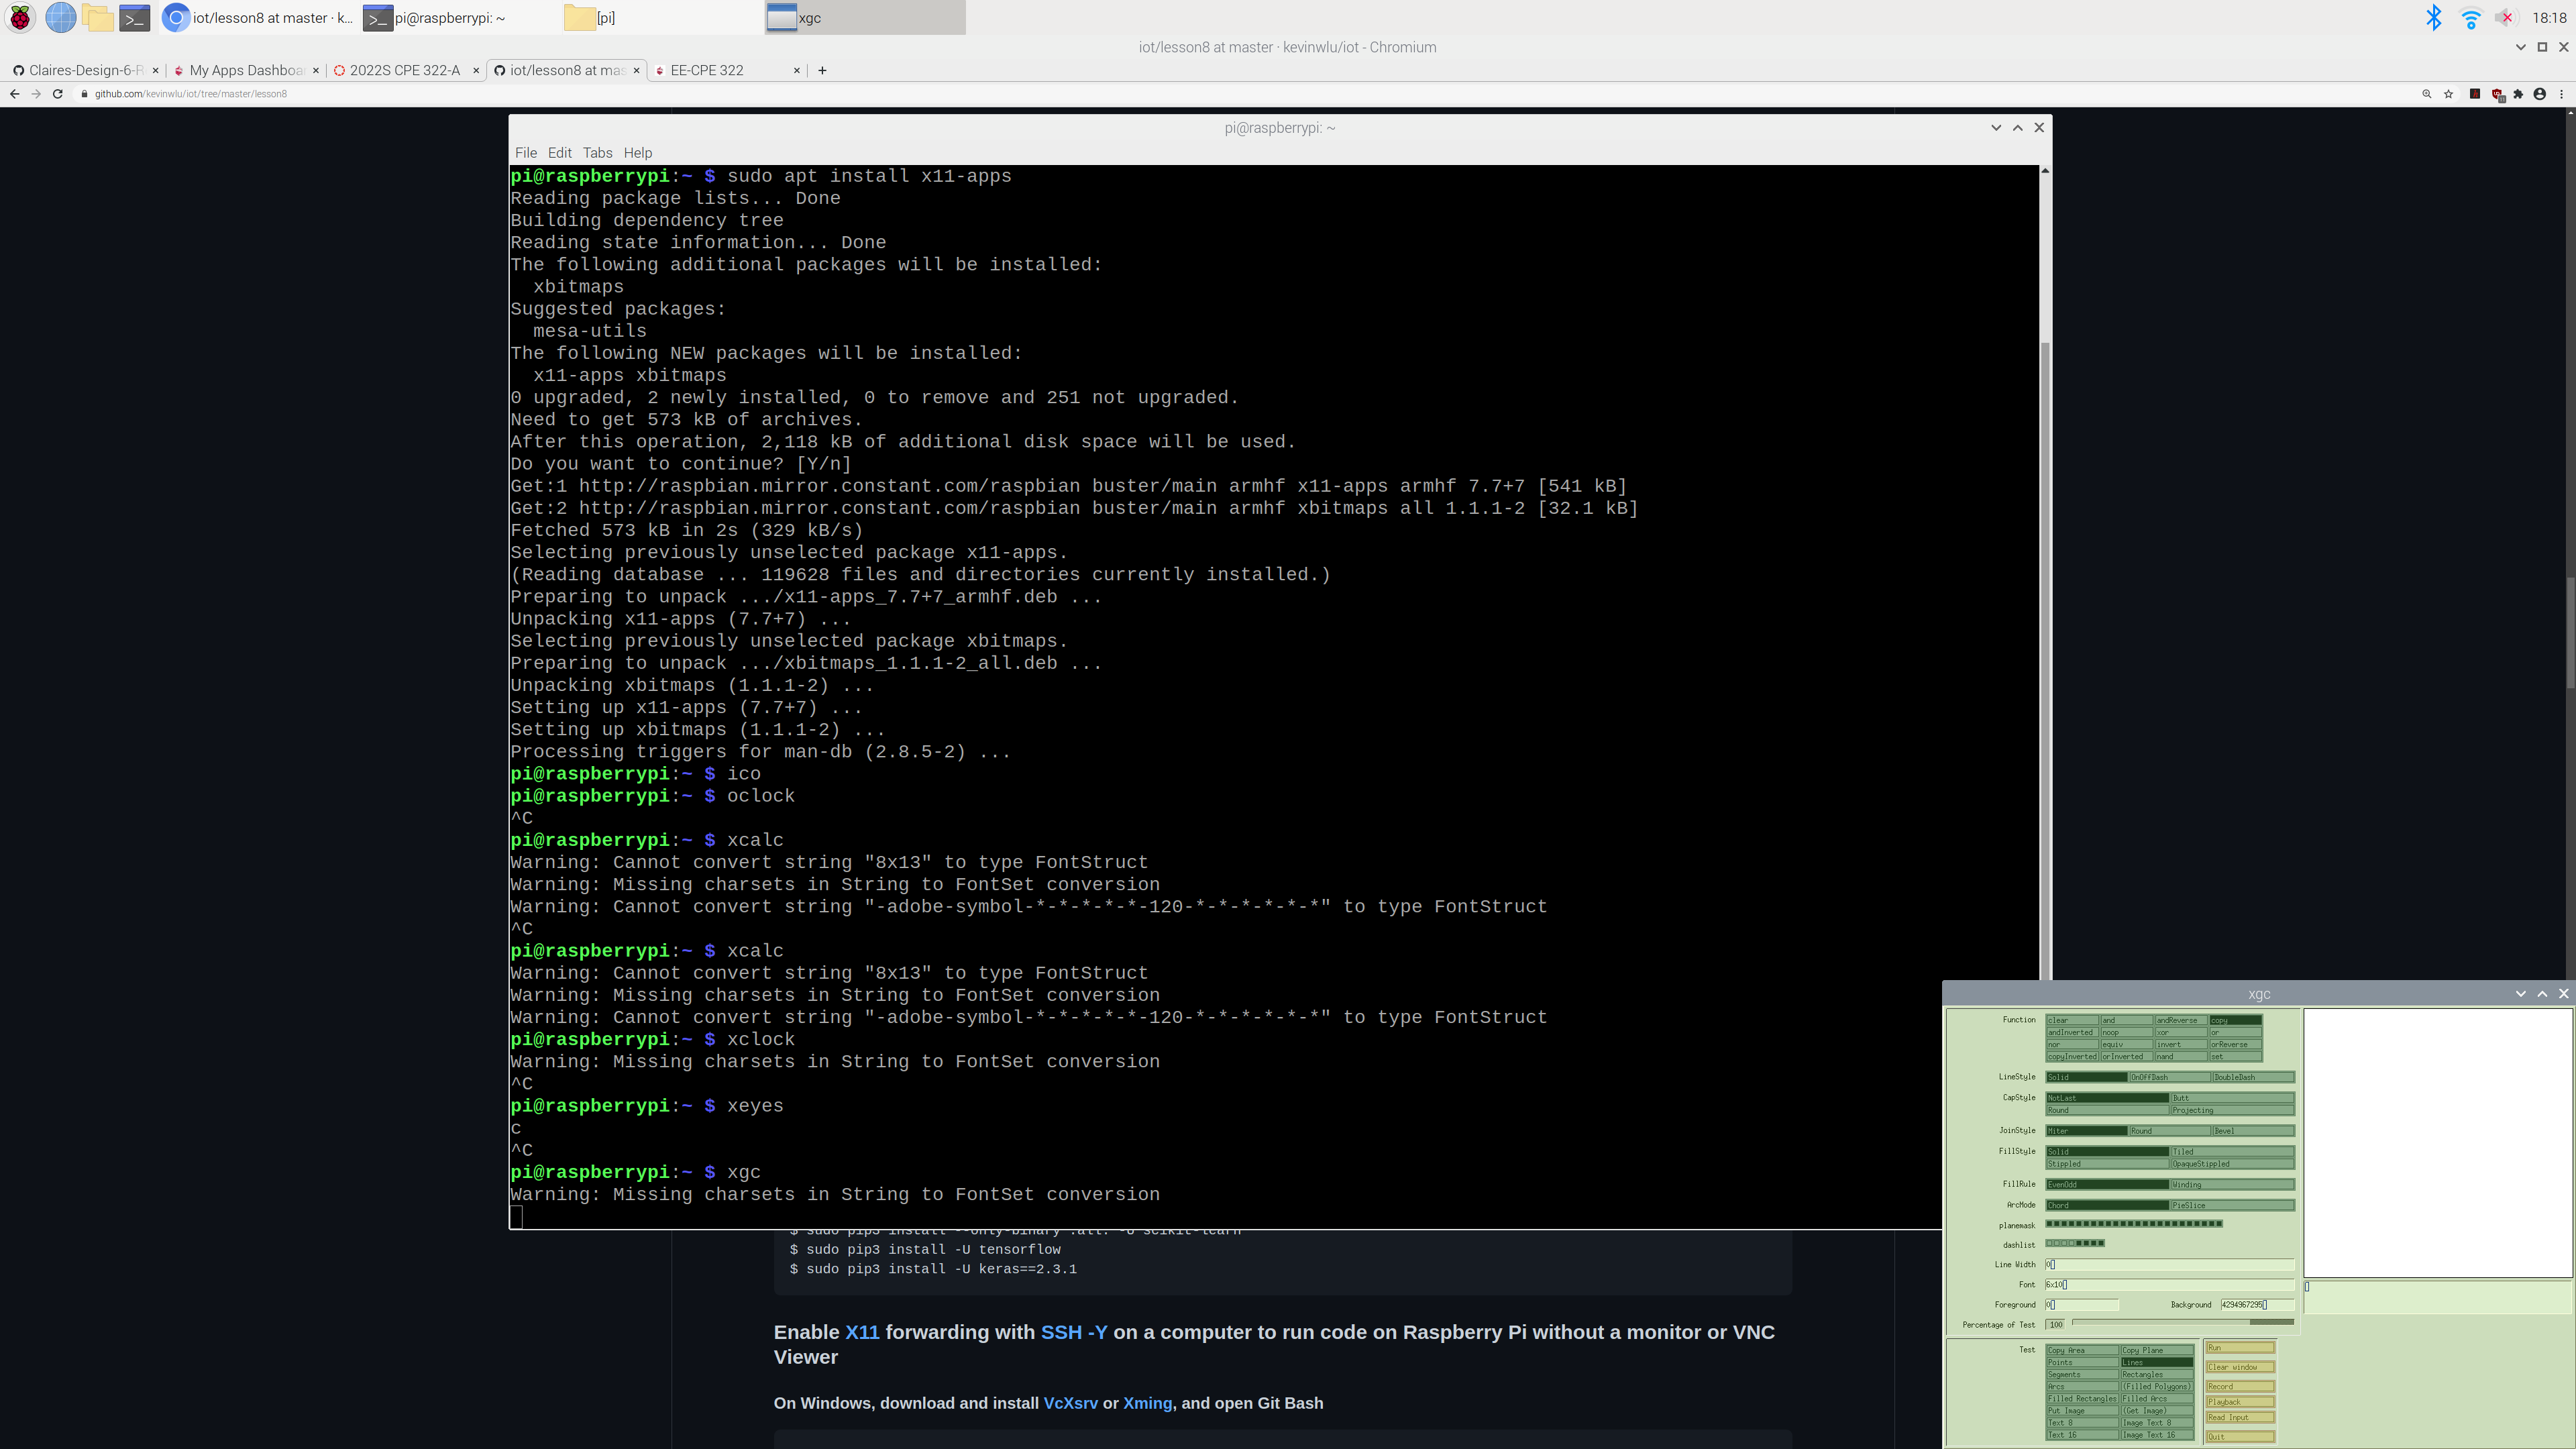 iot/lesson8 at master · k...
pi@raspberrypi: ~
[pi]
xgc
18:18
iot/lesson8 at master · kevinwlu/iot - Chromium
Claires-Design-6-R
My Apps Dashboar
2022S CPE 322-A
iot/lesson8 at mas
EE-CPE 322
github.com/kevinwlu/iot/tree/master/lesson8
pi@raspberrypi: ~
File Edit Tabs Help
pi@raspberrypi:~ $ sudo apt install x11-apps
Reading package lists... Done
Building dependency tree
Reading state information... Done
The following additional packages will be installed:
  xbitmaps
Suggested packages:
  mesa-utils
The following NEW packages will be installed:
  x11-apps xbitmaps
0 upgraded, 2 newly installed, 0 to remove and 251 not upgraded.
Need to get 573 kB of archives.
After this operation, 2,118 kB of additional disk space will be used.
Do you want to continue? [Y/n]
Get:1 http://raspbian.mirror.constant.com/raspbian buster/main armhf x11-apps armhf 7.7+7 [541 kB]
Get:2 http://raspbian.mirror.constant.com/raspbian buster/main armhf xbitmaps all 1.1.1-2 [32.1 kB]
Fetched 573 kB in 2s (329 kB/s)
Selecting previously unselected package x11-apps.
(Reading database ... 119628 files and directories currently installed.)
Preparing to unpack .../x11-apps_7.7+7_armhf.deb ...
Unpacking x11-apps (7.7+7) ...
Selecting previously unselected package xbitmaps.
Preparing to unpack .../xbitmaps_1.1.1-2_all.deb ...
Unpacking xbitmaps (1.1.1-2) ...
Setting up x11-apps (7.7+7) ...
Setting up xbitmaps (1.1.1-2) ...
Processing triggers for man-db (2.8.5-2) ...
pi@raspberrypi:~ $ ico
pi@raspberrypi:~ $ oclock
^C
pi@raspberrypi:~ $ xcalc
Warning: Cannot convert string "8x13" to type FontStruct
Warning: Missing charsets in String to FontSet conversion
Warning: Cannot convert string "-adobe-symbol-*-*-*-*-*-120-*-*-*-*-*-*" to type FontStruct
^C
pi@raspberrypi:~ $ xcalc
Warning: Cannot convert string "8x13" to type FontStruct
Warning: Missing charsets in String to FontSet conversion
Warning: Cannot convert string "-adobe-symbol-*-*-*-*-*-120-*-*-*-*-*-*" to type FontStruct
pi@raspberrypi:~ $ xclock
Warning: Missing charsets in String to FontSet conversion
^C
pi@raspberrypi:~ $ xeyes
c
^C
pi@raspberrypi:~ $ xgc
Warning: Missing charsets in String to FontSet conversion
$ sudo pip3 install --only-binary :all: -U scikit-learn
$ sudo pip3 install -U tensorflow
$ sudo pip3 install -U keras==2.3.1
Enable X11 forwarding with SSH -Y on a computer to run code on Raspberry Pi without a monitor or VNC
Viewer
On Windows, download and install VcXsrv or Xming, and open Git Bash
xgc
Function clear and andReverse copy
andInverted noop xor or
nor equiv invert orReverse
copyInverted orInverted nand set
LineStyle Solid OnOffDash DoubleDash
CapStyle NotLast Butt
Round Projecting
JoinStyle Miter Round Bevel
FillStyle Solid Tiled
Stippled OpaqueStippled
FillRule EvenOdd Winding
ArcMode Chord PieSlice
planemask
dashlist
Line Width 0
Font 6x10
Foreground 0 Background 4294967295
Percentage of Test 100
Test Copy Area Copy Plane
Points Lines
Segments Rectangles
Arcs (Filled Polygons)
Filled Rectangles Filled Arcs
Put Image (Get Image)
Text 8 Image Text 8
Text 16 Image Text 16
Run
Clear window
Record
Playback
Read Input
Quit